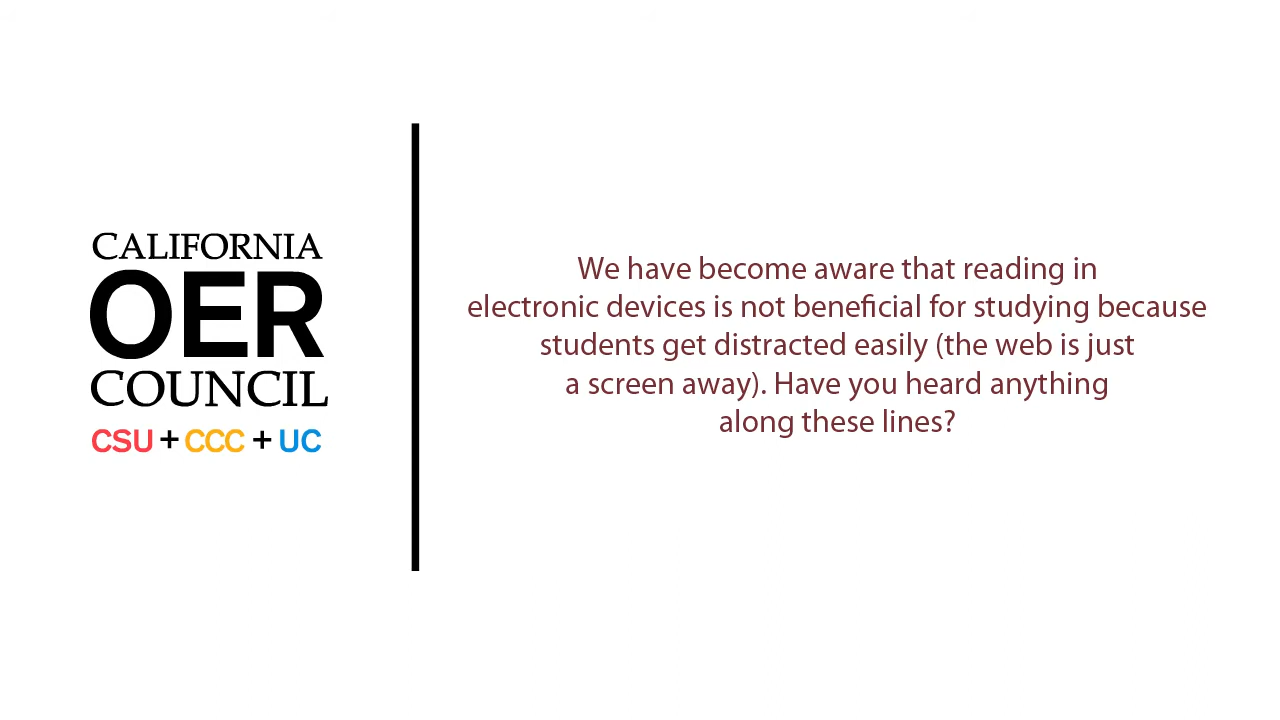 CALIFORNIA
OER
COUNCIL
CSU + CCC + UC
We have become aware that reading in
electronic devices is not beneficial for studying because
students get distracted easily (the web is just
a screen away). Have you heard anything
along these lines?